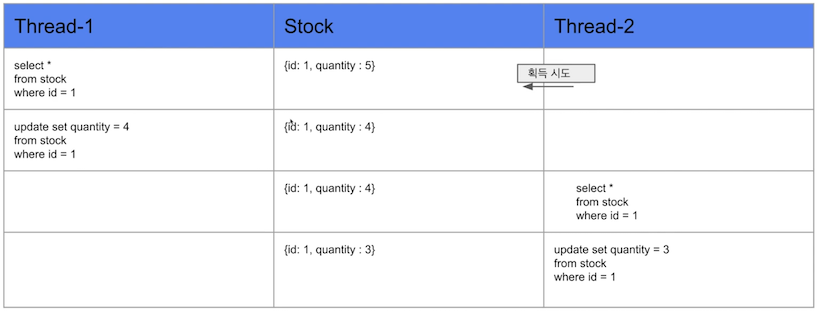 Thread-1
Stock
Thread-2
select *
from stock
where id = 1
{id: 1, quantity : 5}
획득 시도
update set quantity = 4
from stock
where id = 1
{id: 1, quantity : 4}
{id: 1, quantity : 4}
select *
from stock
where id = 1
{id: 1, quantity : 3}
update set quantity = 3
from stock
where id = 1